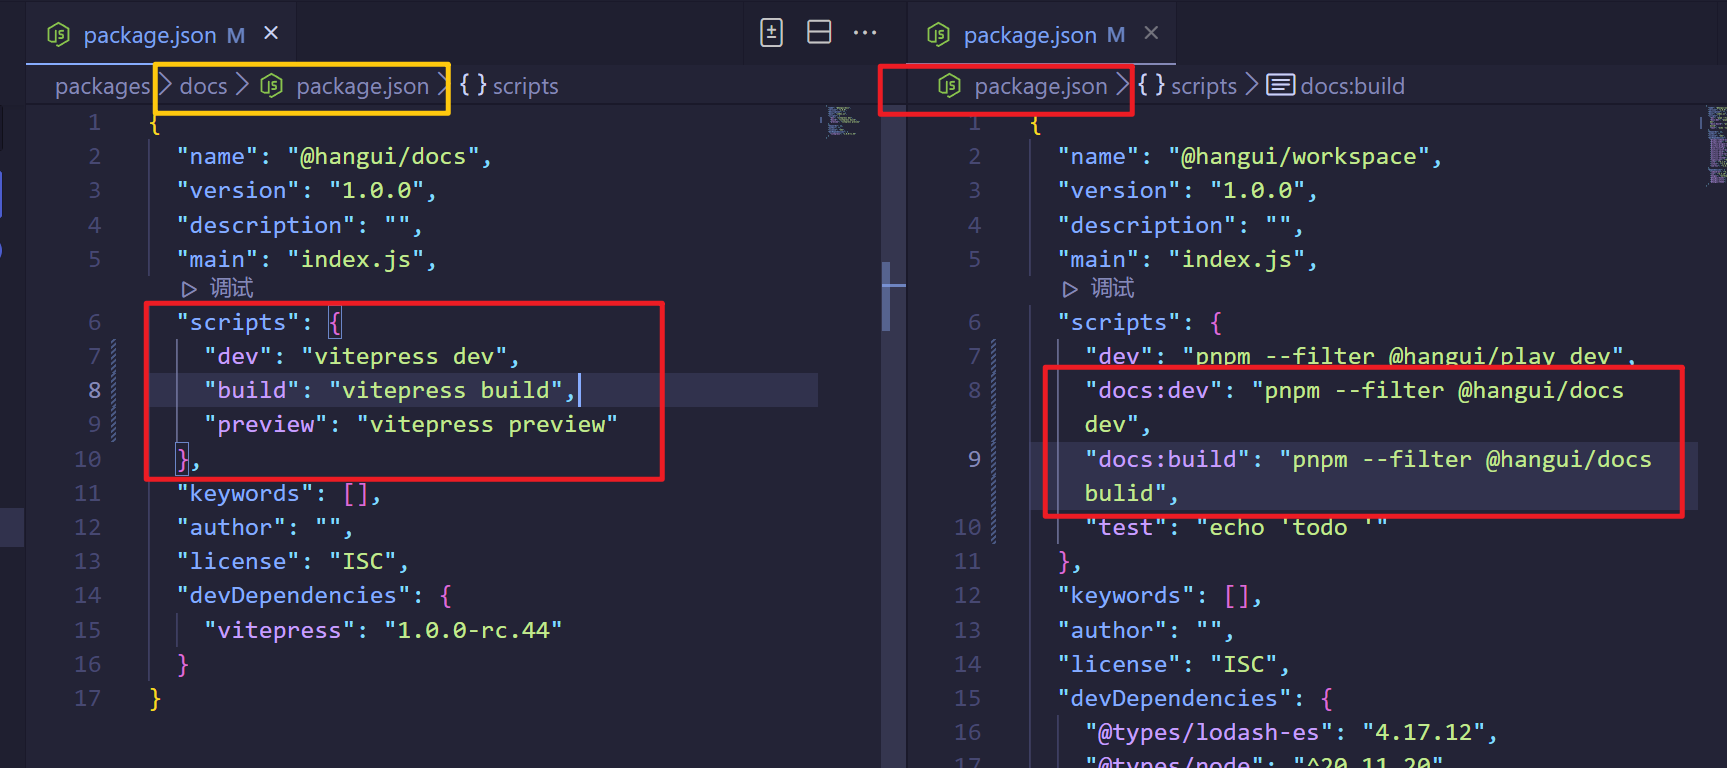 package.json M ×
packages > docs > package.json > { } scripts
1 {
2 "name": "@hangui/docs",
3 "version": "1.0.0",
4 "description": "",
5 "main": "index.js",
调试
6 "scripts": {
7 "dev": "vitepress dev",
8 "build": "vitepress build",
9 "preview": "vitepress preview"
10 },
11 "keywords": [],
12 "author": "",
13 "license": "ISC",
14 "devDependencies": {
15 "vitepress": "1.0.0-rc.44"
16 }
17 }
package.json M ×
package.json > { } scripts > docs:build
1 {
2 "name": "@hangui/workspace",
3 "version": "1.0.0",
4 "description": "",
5 "main": "index.js",
调试
6 "scripts": {
7 "dev": "pnpm --filter @hangui/play dev",
8 "docs:dev": "pnpm --filter @hangui/docs
dev",
9 "docs:build": "pnpm --filter @hangui/docs
bulid",
10 "test": "echo 'todo '"
11 },
12 "keywords": [],
13 "author": "",
14 "license": "ISC",
15 "devDependencies": {
16 "@types/lodash-es": "4.17.12",
17 "@types/node": "^20.11.20"